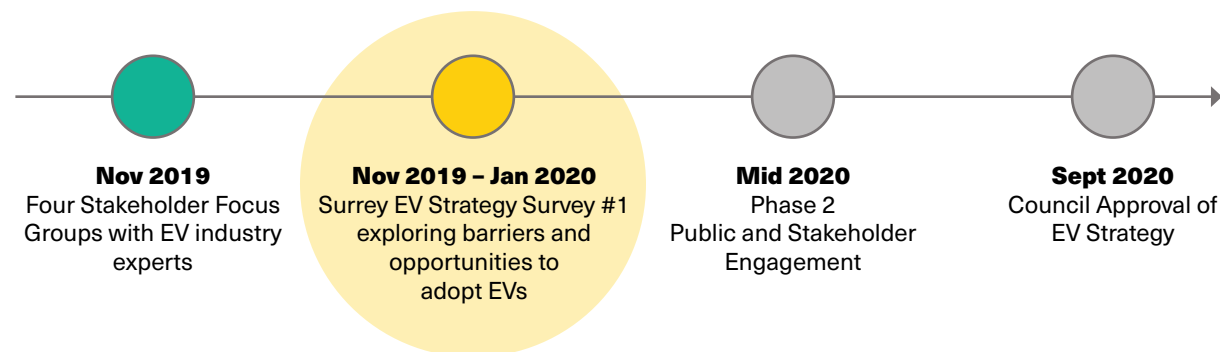 Nov 2019
Four Stakeholder Focus
Groups with EV industry
experts
Nov 2019 – Jan 2020
Surrey EV Strategy Survey #1
exploring barriers and
opportunities to
adopt EVs
Mid 2020
Phase 2
Public and Stakeholder
Engagement
Sept 2020
Council Approval of
EV Strategy